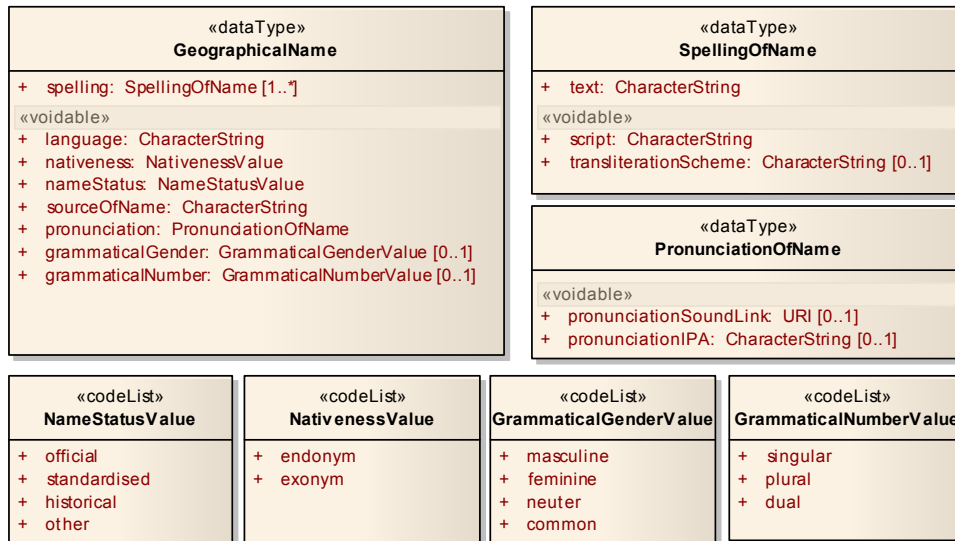 «dataType»
GeographicalName
+ spelling: SpellingOfName [1..*]
«voidable»
+ language: CharacterString
+ nativeness: NativenessValue
+ nameStatus: NameStatusValue
+ sourceOfName: CharacterString
+ pronunciation: PronunciationOfName
+ grammaticalGender: GrammaticalGenderValue [0..1]
+ grammaticalNumber: GrammaticalNumberValue [0..1]
«dataType»
SpellingOfName
+ text: CharacterString
«voidable»
+ script: CharacterString
+ transliterationScheme: CharacterString [0..1]
«dataType»
PronunciationOfName
«voidable»
+ pronunciationSoundLink: URI [0..1]
+ pronunciationIPA: CharacterString [0..1]
«codeList»
NameStatusValue
+ official
+ standardised
+ historical
+ other
«codeList»
NativenessValue
+ endonym
+ exonym
«codeList»
GrammaticalGenderValue
+ masculine
+ feminine
+ neuter
+ common
«codeList»
GrammaticalNumberValue
+ singular
+ plural
+ dual